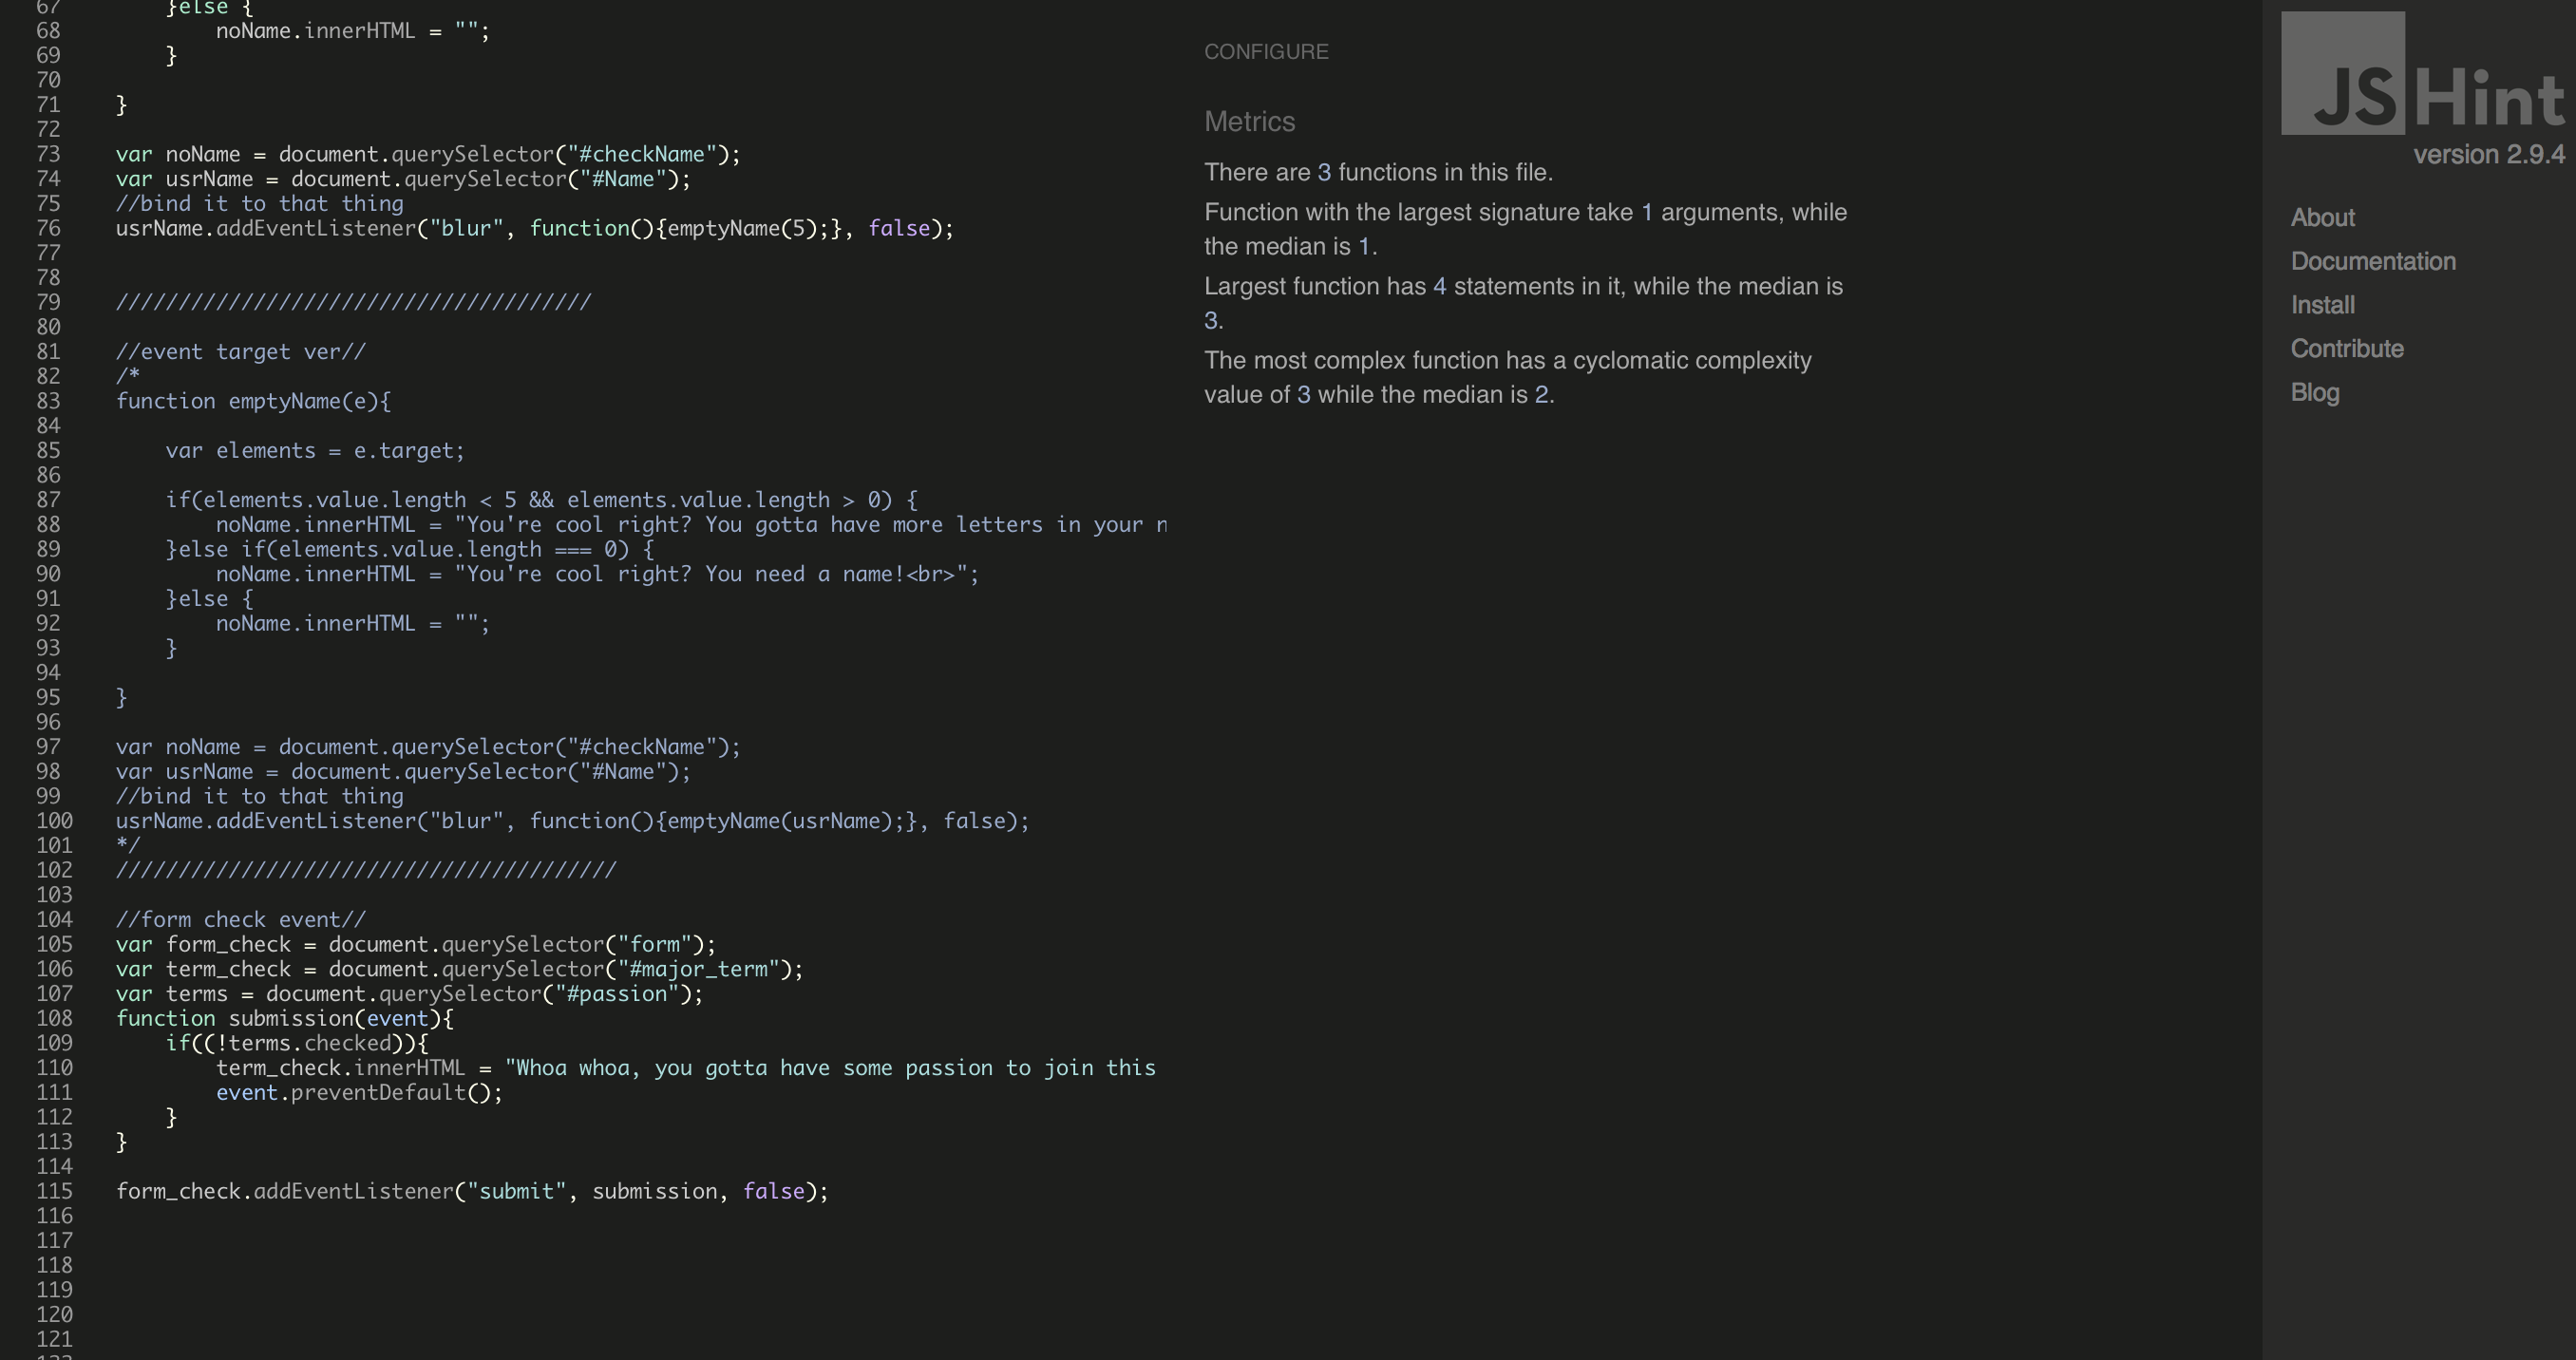 67 }else {
68 noName.innerHTML = "";
69 }
70
71 }
72
73 var noName = document.querySelector("#checkName");
74 var usrName = document.querySelector("#Name");
75 //bind it to that thing
76 usrName.addEventListener("blur", function(){emptyName(5);}, false);
77
78
79 //////////////////////////////////////
80
81 //event target ver//
82 /*
83 function emptyName(e){
84
85 var elements = e.target;
86
87 if(elements.value.length < 5 && elements.value.length > 0) {
88 noName.innerHTML = "You're cool right? You gotta have more letters in your n
89 }else if(elements.value.length === 0) {
90 noName.innerHTML = "You're cool right? You need a name!<br>";
91 }else {
92 noName.innerHTML = "";
93 }
94
95 }
96
97 var noName = document.querySelector("#checkName");
98 var usrName = document.querySelector("#Name");
99 //bind it to that thing
100 usrName.addEventListener("blur", function(){emptyName(usrName);}, false);
101 */
102 ////////////////////////////////////////
103
104 //form check event//
105 var form_check = document.querySelector("form");
106 var term_check = document.querySelector("#major_term");
107 var terms = document.querySelector("#passion");
108 function submission(event){
109 if((!terms.checked)){
110 term_check.innerHTML = "Whoa whoa, you gotta have some passion to join this
111 event.preventDefault();
112 }
113 }
114
115 form_check.addEventListener("submit", submission, false);
116
117
118
119
120
121
CONFIGURE
Metrics
There are 3 functions in this file.
Function with the largest signature take 1 arguments, while
the median is 1.
Largest function has 4 statements in it, while the median is
3.
The most complex function has a cyclomatic complexity
value of 3 while the median is 2.
JSHint
version 2.9.4
About
Documentation
Install
Contribute
Blog